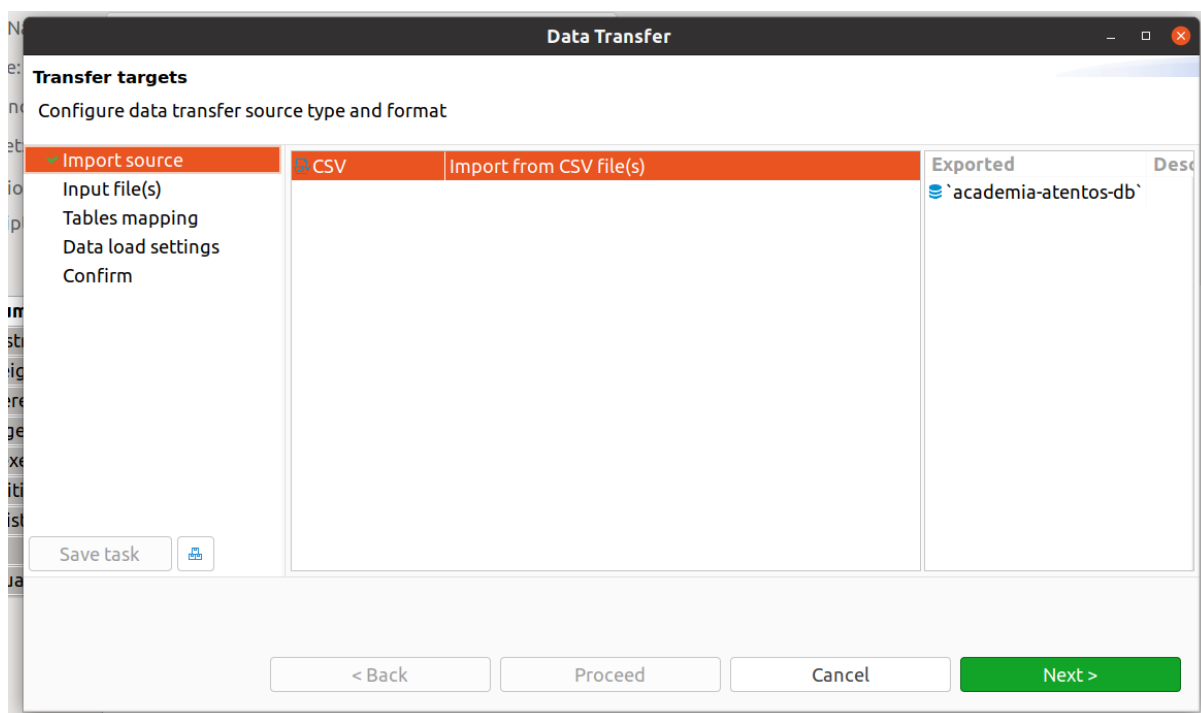 Data Transfer
Transfer targets
Configure data transfer source type and format
Import source
Input file(s)
Tables mapping
Data load settings
Confirm
CSV Import from CSV file(s)
Exported Desc
`academia-atentos-db`
Save task
< Back Proceed Cancel Next >